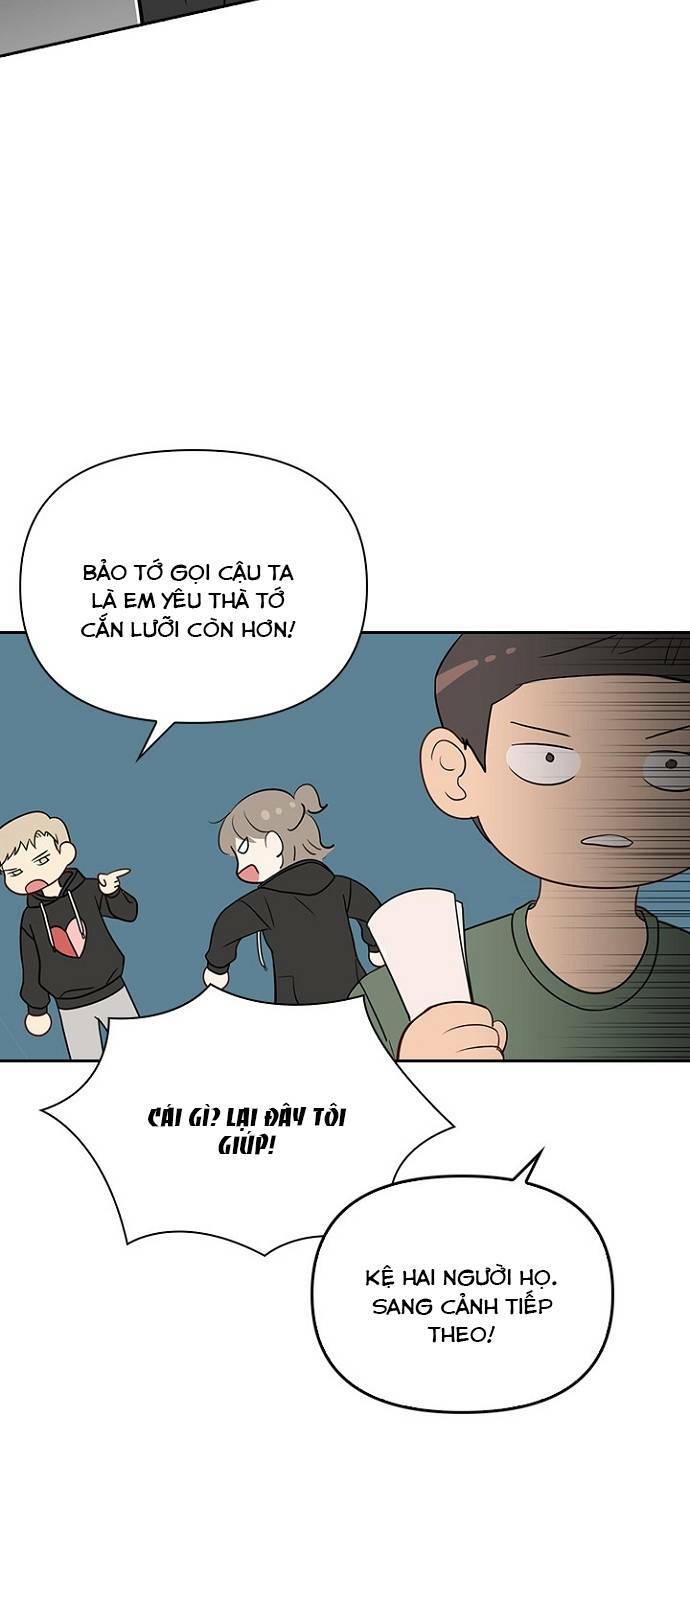 BẢO TỚ GỌI CẬU TA
LÀ EM YÊU THÀ TỚ
CẮN LƯỠI CÒN HƠN!
CÁI GÌ? LẠI ĐÂY TÔI
GIÚP!
KỆ HAI NGƯỜI HỌ.
SANG CẢNH TIẾP
THEO!